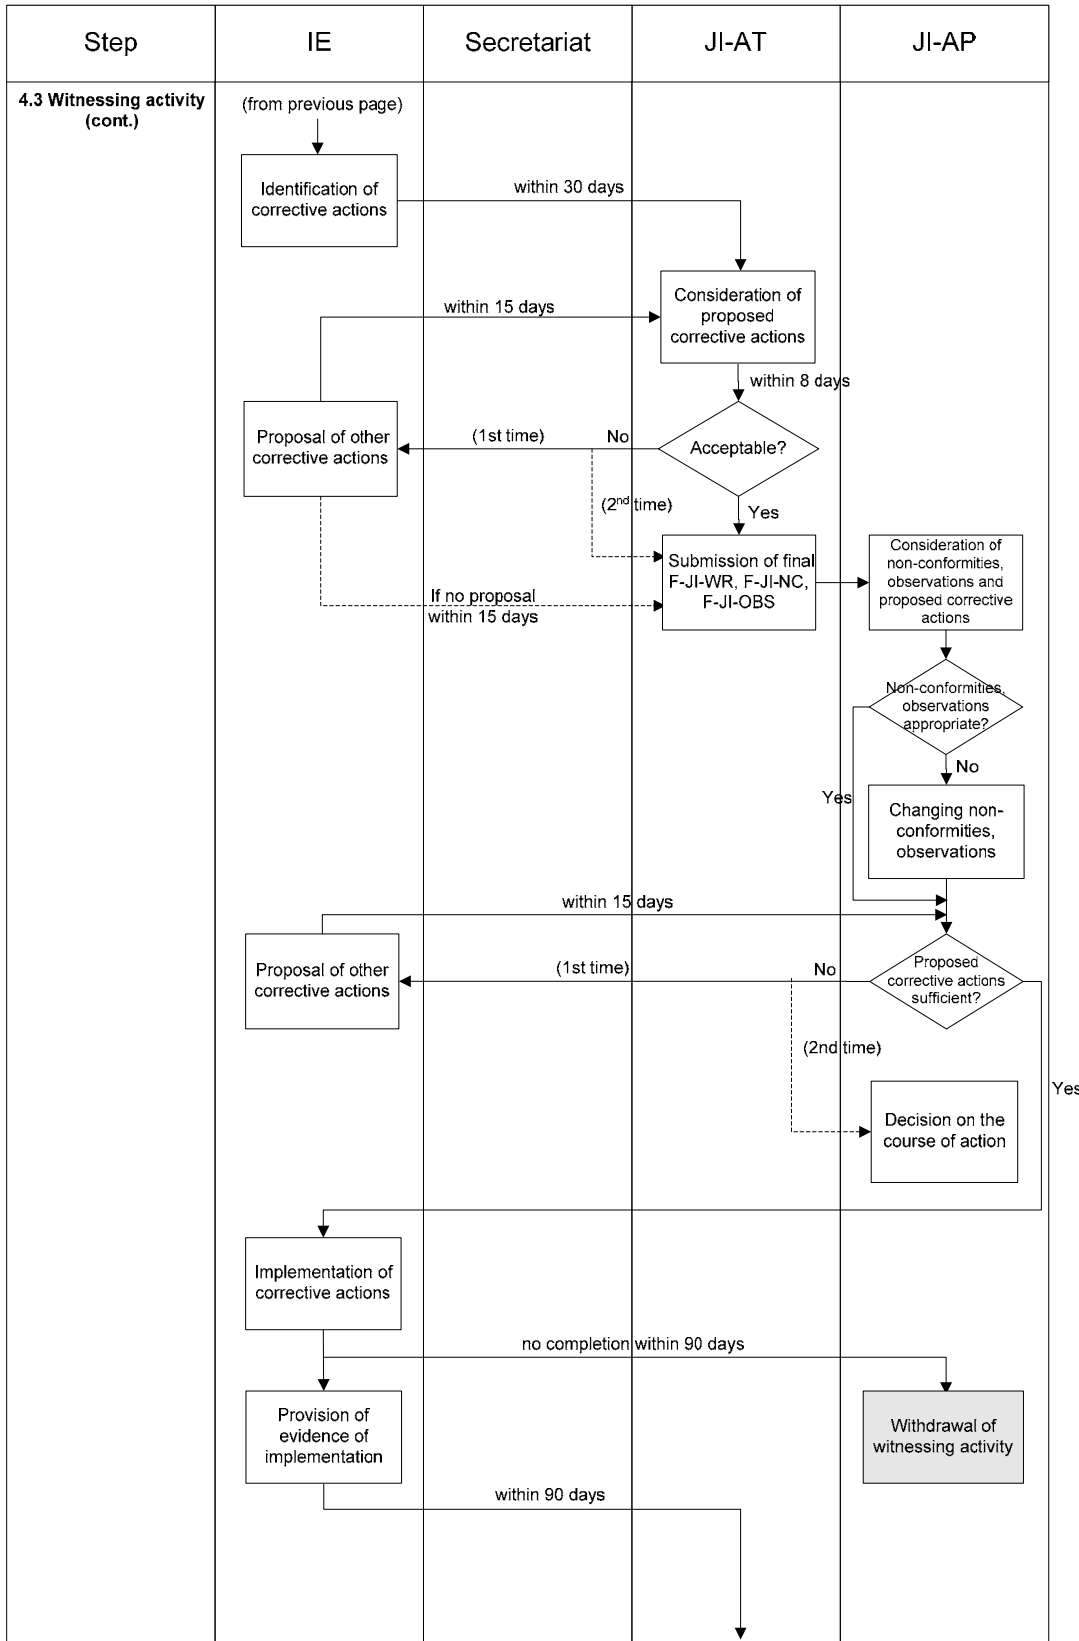 Step
IE
Secretariat
JI-AT
JI-AP
4.3 Witnessing activity
(cont.)
(from previous page)
Identification of
corrective actions
within 30 days
Consideration of
proposed
corrective actions
within 15 days
within 8 days
Proposal of other
corrective actions
(1st time)
No
Acceptable?
(2nd time)
Yes
Submission of final
F-JI-WR, F-JI-NC,
F-JI-OBS
Consideration of
non-conformities,
observations and
proposed corrective
actions
If no proposal
within 15 days
Non-conformities,
observations
appropriate?
No
Yes
Changing non-
conformities,
observations
within 15 days
Proposal of other
corrective actions
(1st time)
No
Proposed
corrective actions
sufficient?
(2nd time)
Yes
Decision on the
course of action
Implementation of
corrective actions
no completion within 90 days
Provision of
evidence of
implementation
Withdrawal of
witnessing activity
within 90 days